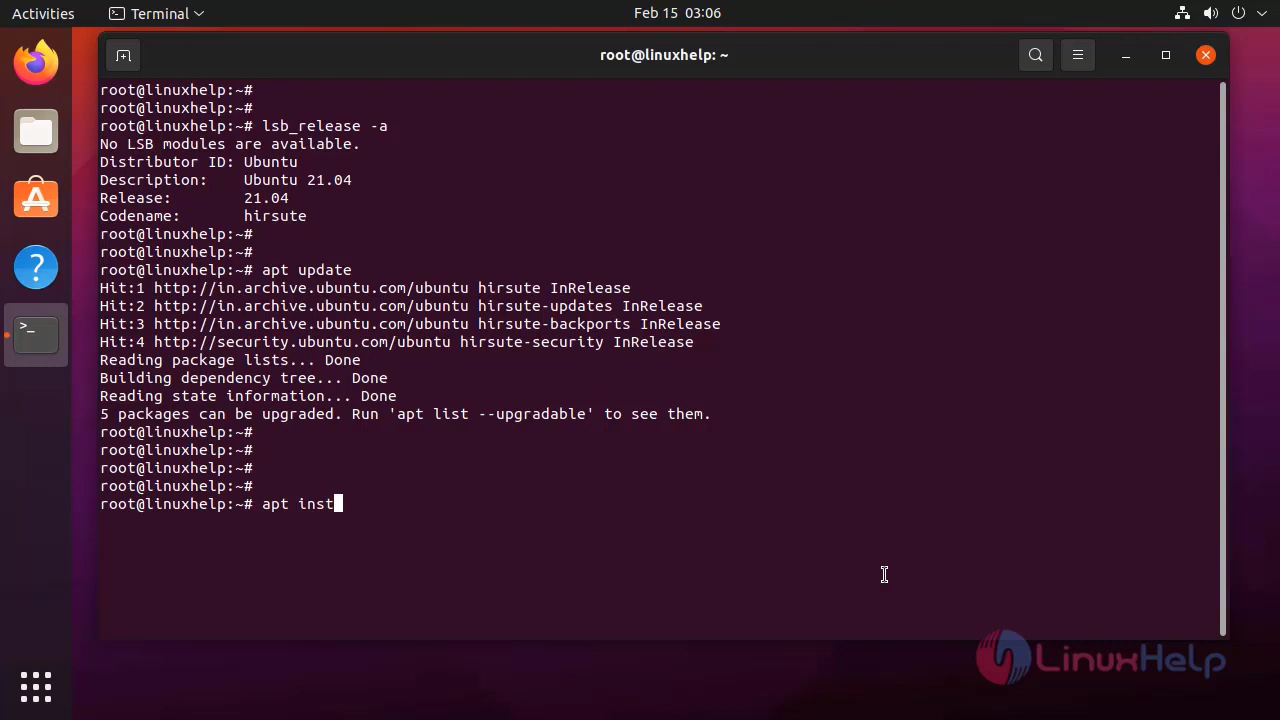 Activities
Terminal
Feb 15 03:06
root@linuxhelp: ~
root@linuxhelp:~#
root@linuxhelp:~#
root@linuxhelp:~# lsb_release -a
No LSB modules are available.
Distributor ID: Ubuntu
Description:    Ubuntu 21.04
Release:        21.04
Codename:       hirsute
root@linuxhelp:~#
root@linuxhelp:~#
root@linuxhelp:~# apt update
Hit:1 http://in.archive.ubuntu.com/ubuntu hirsute InRelease
Hit:2 http://in.archive.ubuntu.com/ubuntu hirsute-updates InRelease
Hit:3 http://in.archive.ubuntu.com/ubuntu hirsute-backports InRelease
Hit:4 http://security.ubuntu.com/ubuntu hirsute-security InRelease
Reading package lists... Done
Building dependency tree... Done
Reading state information... Done
5 packages can be upgraded. Run 'apt list --upgradable' to see them.
root@linuxhelp:~#
root@linuxhelp:~#
root@linuxhelp:~#
root@linuxhelp:~#
root@linuxhelp:~# apt inst
LinuxHelp